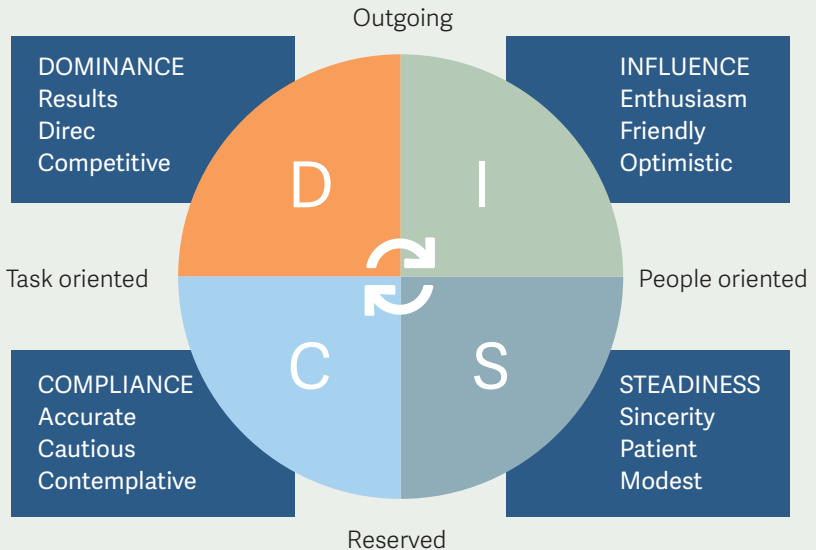 Outgoing
DOMINANCE
Results
Direc
Competitive
INFLUENCE
Enthusiasm
Friendly
Optimistic
D
I
Task oriented
People oriented
C
S
COMPLIANCE
Accurate
Cautious
Contemplative
STEADINESS
Sincerity
Patient
Modest
Reserved